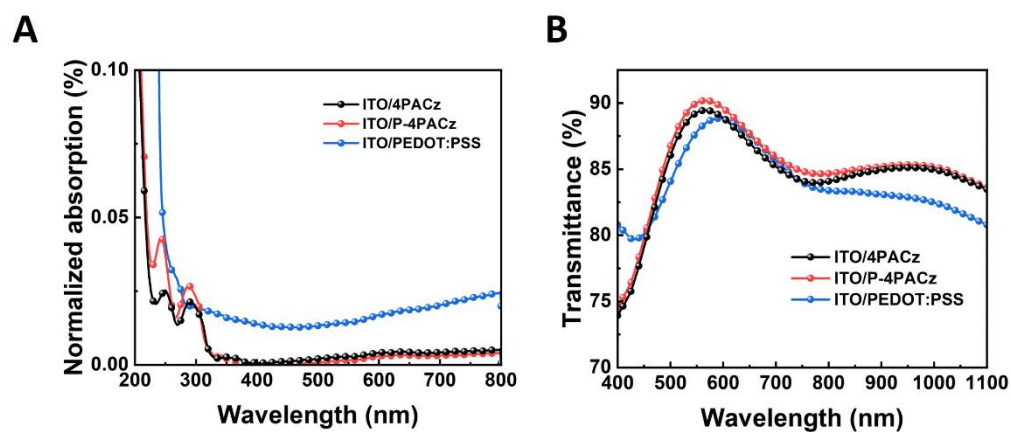 A
Normalized absorption (%)
0.10
0.05
0.00
ITO/4PACz
ITO/P-4PACz
ITO/PEDOT:PSS
200 300 400 500 600 700 800
Wavelength (nm)
B
Transmittance (%)
90
85
80
75
70
ITO/4PACz
ITO/P-4PACz
ITO/PEDOT:PSS
400 500 600 700 800 900 1000 1100
Wavelength (nm)